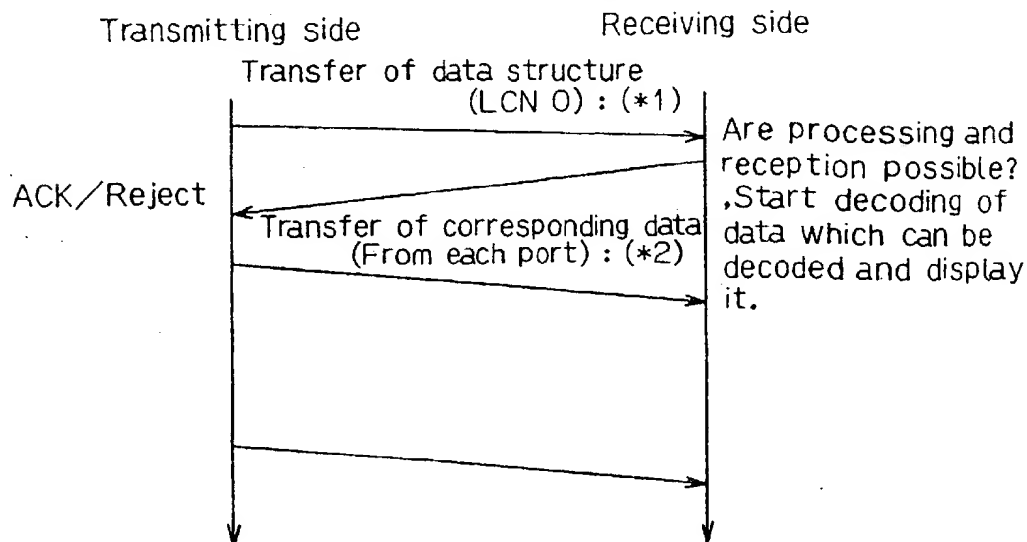 Transmitting side
Receiving side
Transfer of data structure
(LCN 0) : (*1)
Are processing and
reception possible?
,Start decoding of
data which can be
decoded and display
it.
ACK/Reject
Transfer of corresponding data
(From each port) : (*2)